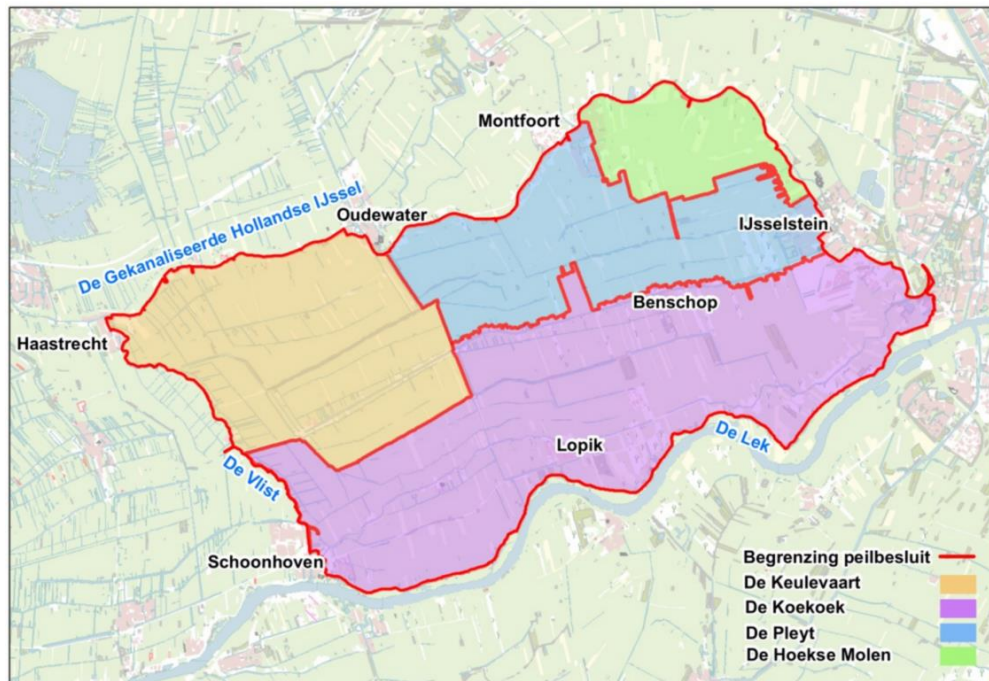 Montfoort
De Gekanaliseerde Hollandse IJssel
Oudewater
IJsselstein
Benschop
Haastrecht
De Lek
Lopik
De Vlist
Schoonhoven
Begrenzing peilbesluit
De Keulevaart
De Koekoek
De Pleyt
De Hoekse Molen